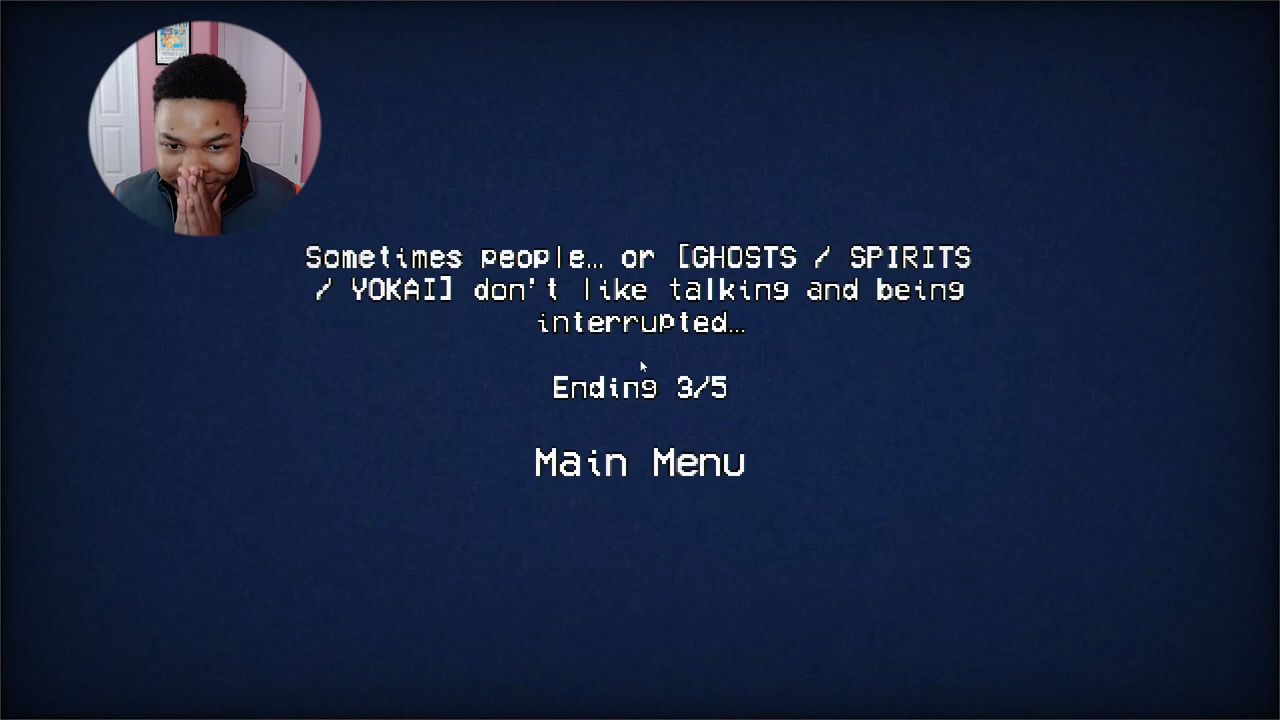 Sometimes people… or [GHOSTS / SPIRITS
/ YOKAI] don't like talking and being
interrupted…
Ending 3/5
Main Menu